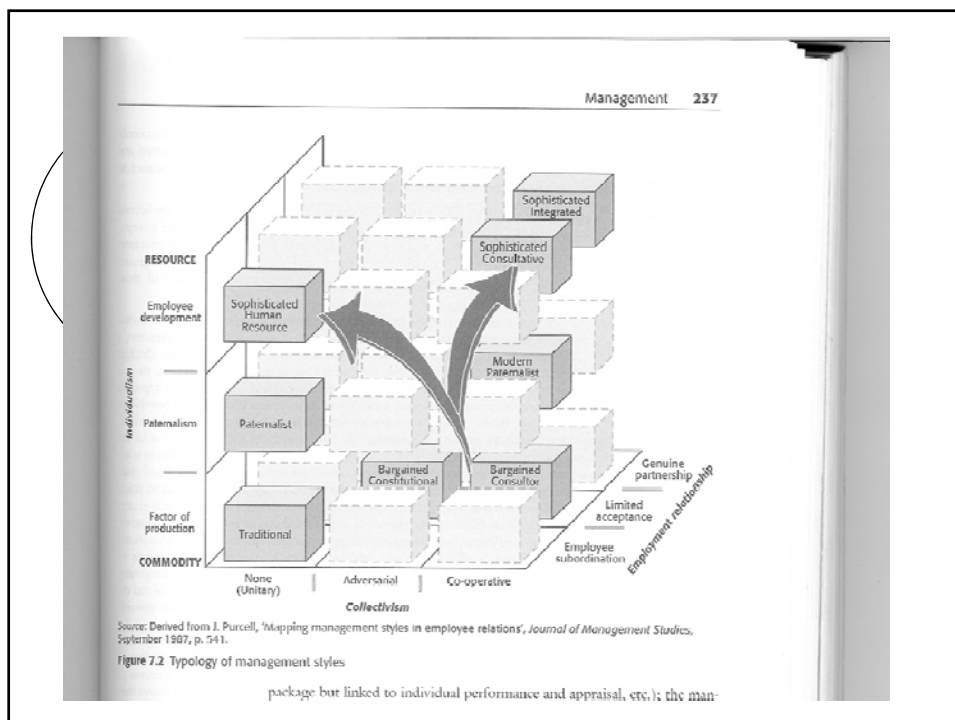 Management 237
Sophisticated
Integrated
Sophisticated
Consultative
RESOURCE
Employee
development
Sophisticated
Human
Resource
Modern
Paternalist
Individualism
Paternalism
Paternalist
Bargained
Constitutional
Bargained
Consultor
Genuine
partnership
Limited
acceptance
Employee
subordination
Employment relationship
Factor of
production
Traditional
COMMODITY
None
(Unitary)
Adversarial
Co-operative
Collectivism
Source: Derived from J. Purcell, 'Mapping management styles in employee relations', Journal of Management Studies,
September 1987, p. 541.
Figure 7.2 Typology of management styles
package but linked to individual performance and appraisal, etc.); the man-